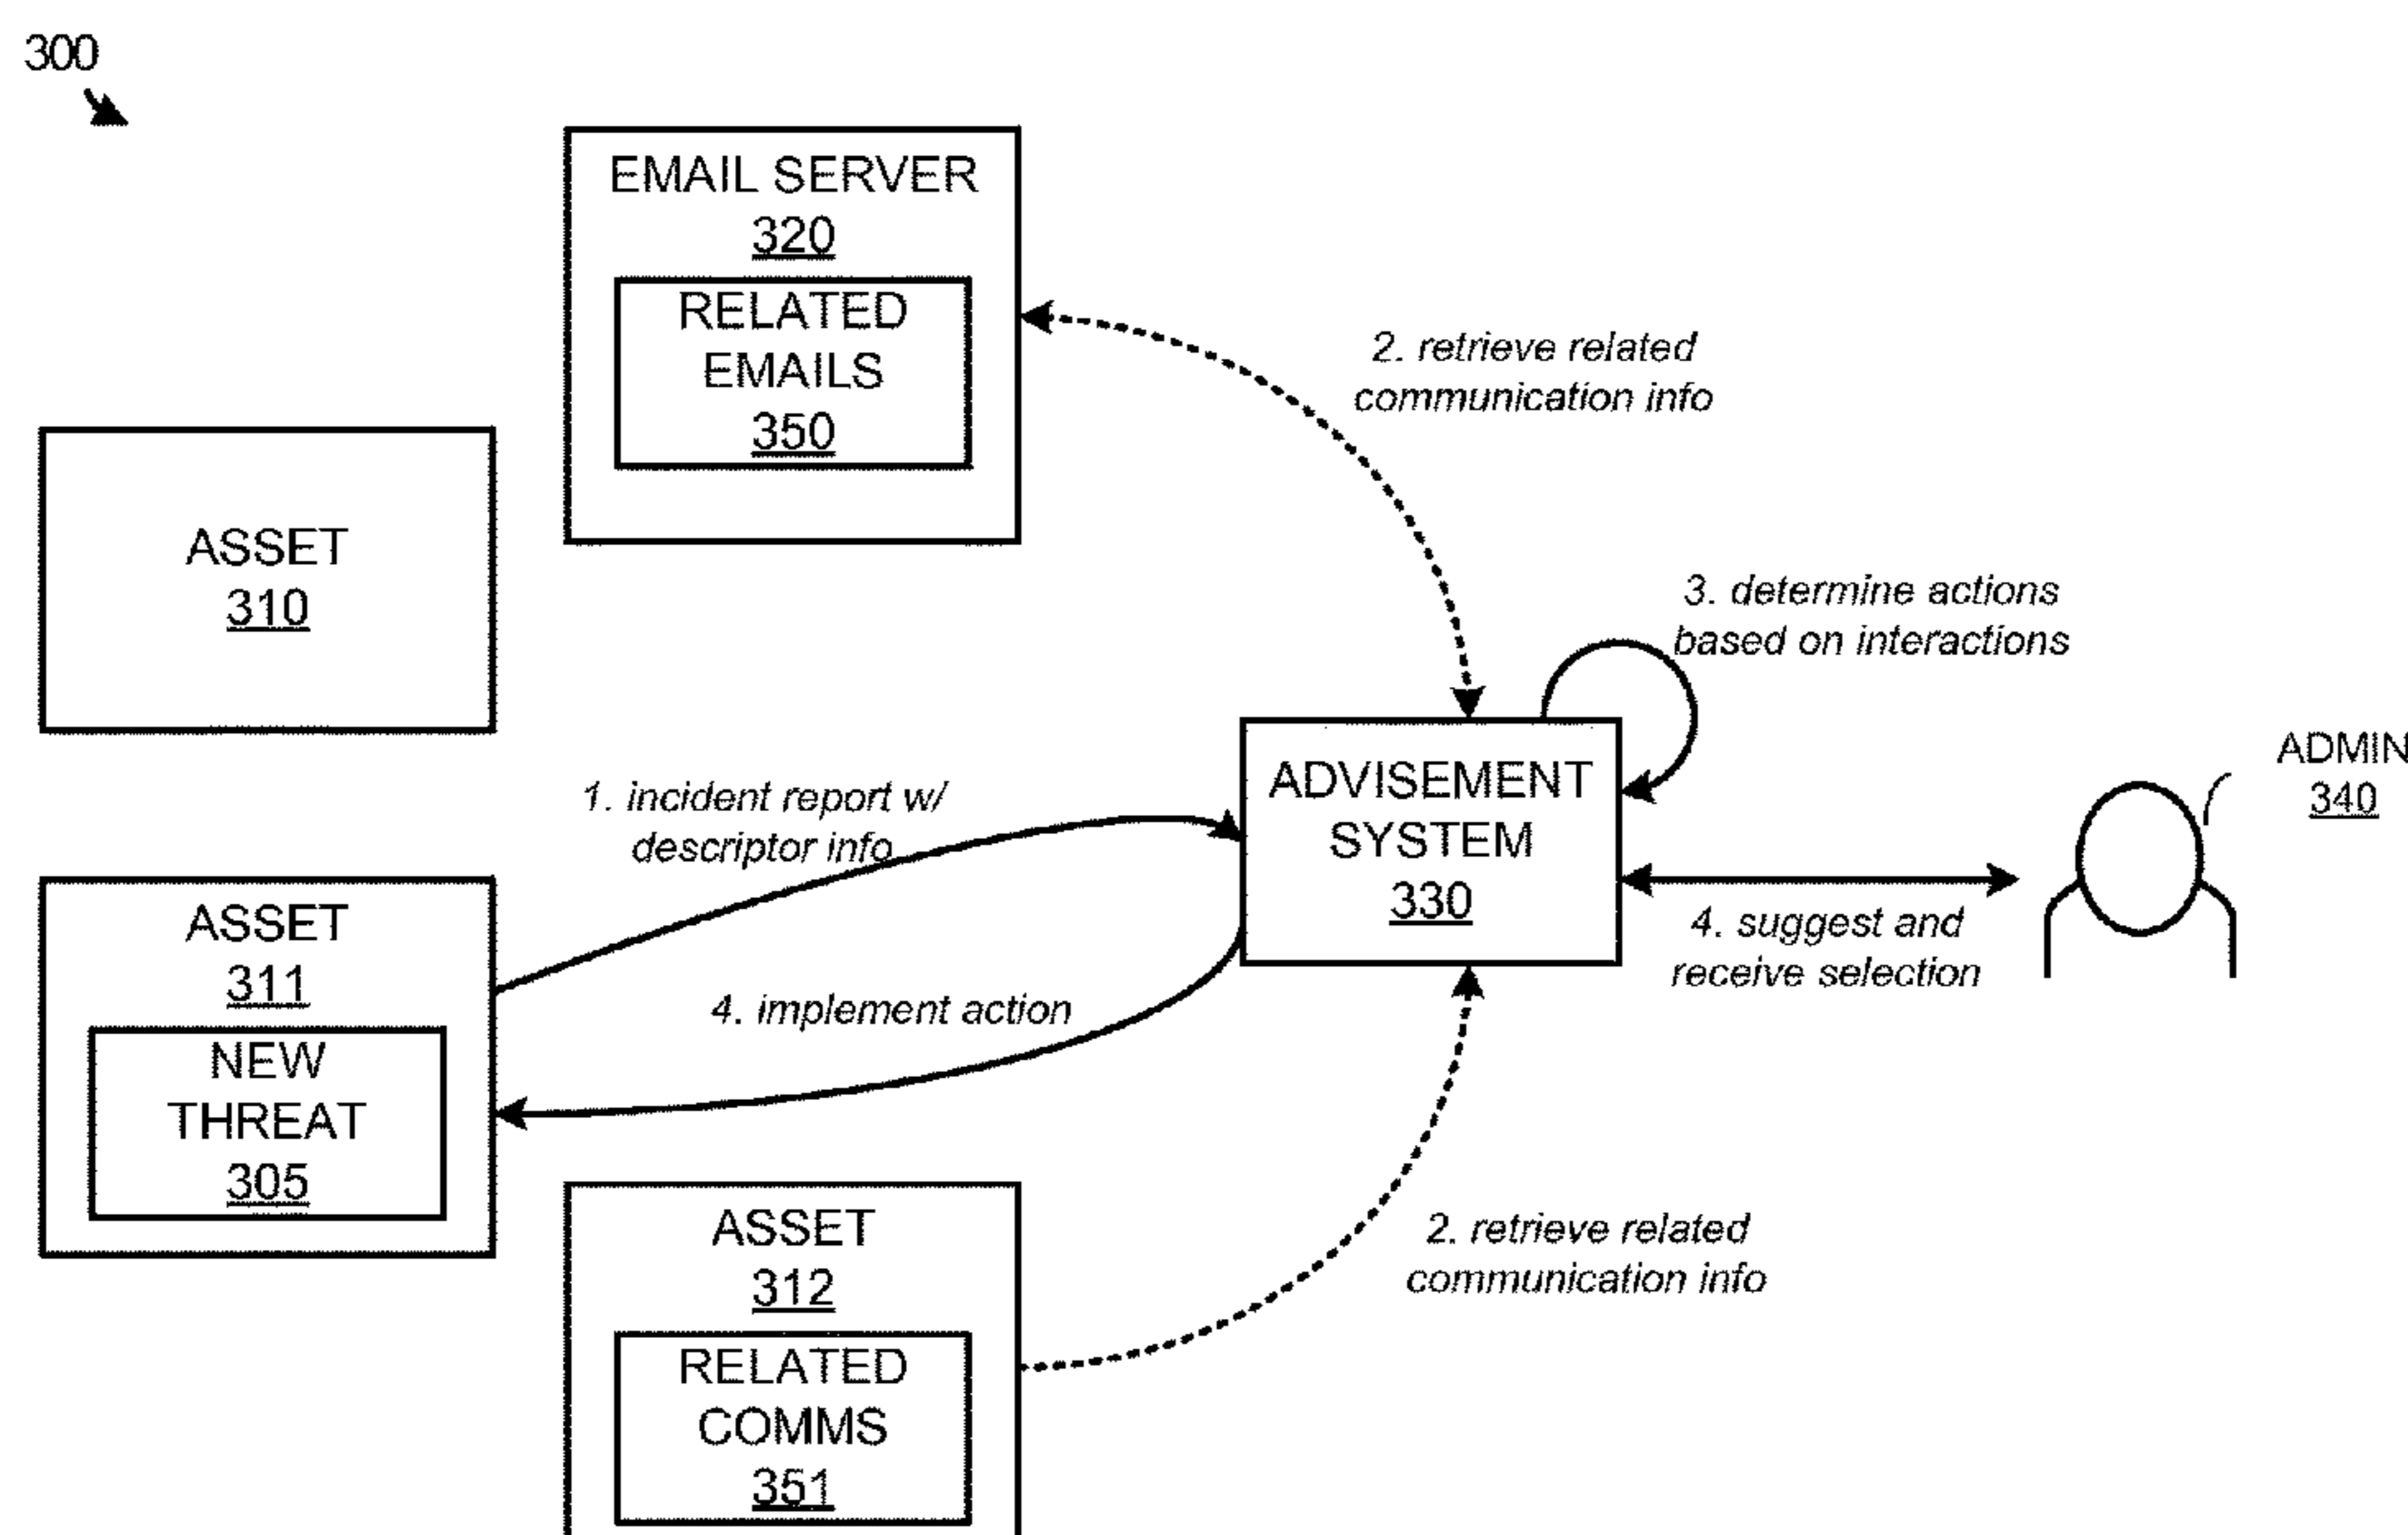 300
EMAIL SERVER
320
RELATED
EMAILS
350
2. retrieve related
communication info
ASSET
310
3. determine actions
based on interactions
ADMIN
340
1. incident report w/
descriptor info
ADVISEMENT
SYSTEM
330
4. suggest and
receive selection
ASSET
311
NEW
THREAT
305
4. implement action
ASSET
312
RELATED
COMMS
351
2. retrieve related
communication info